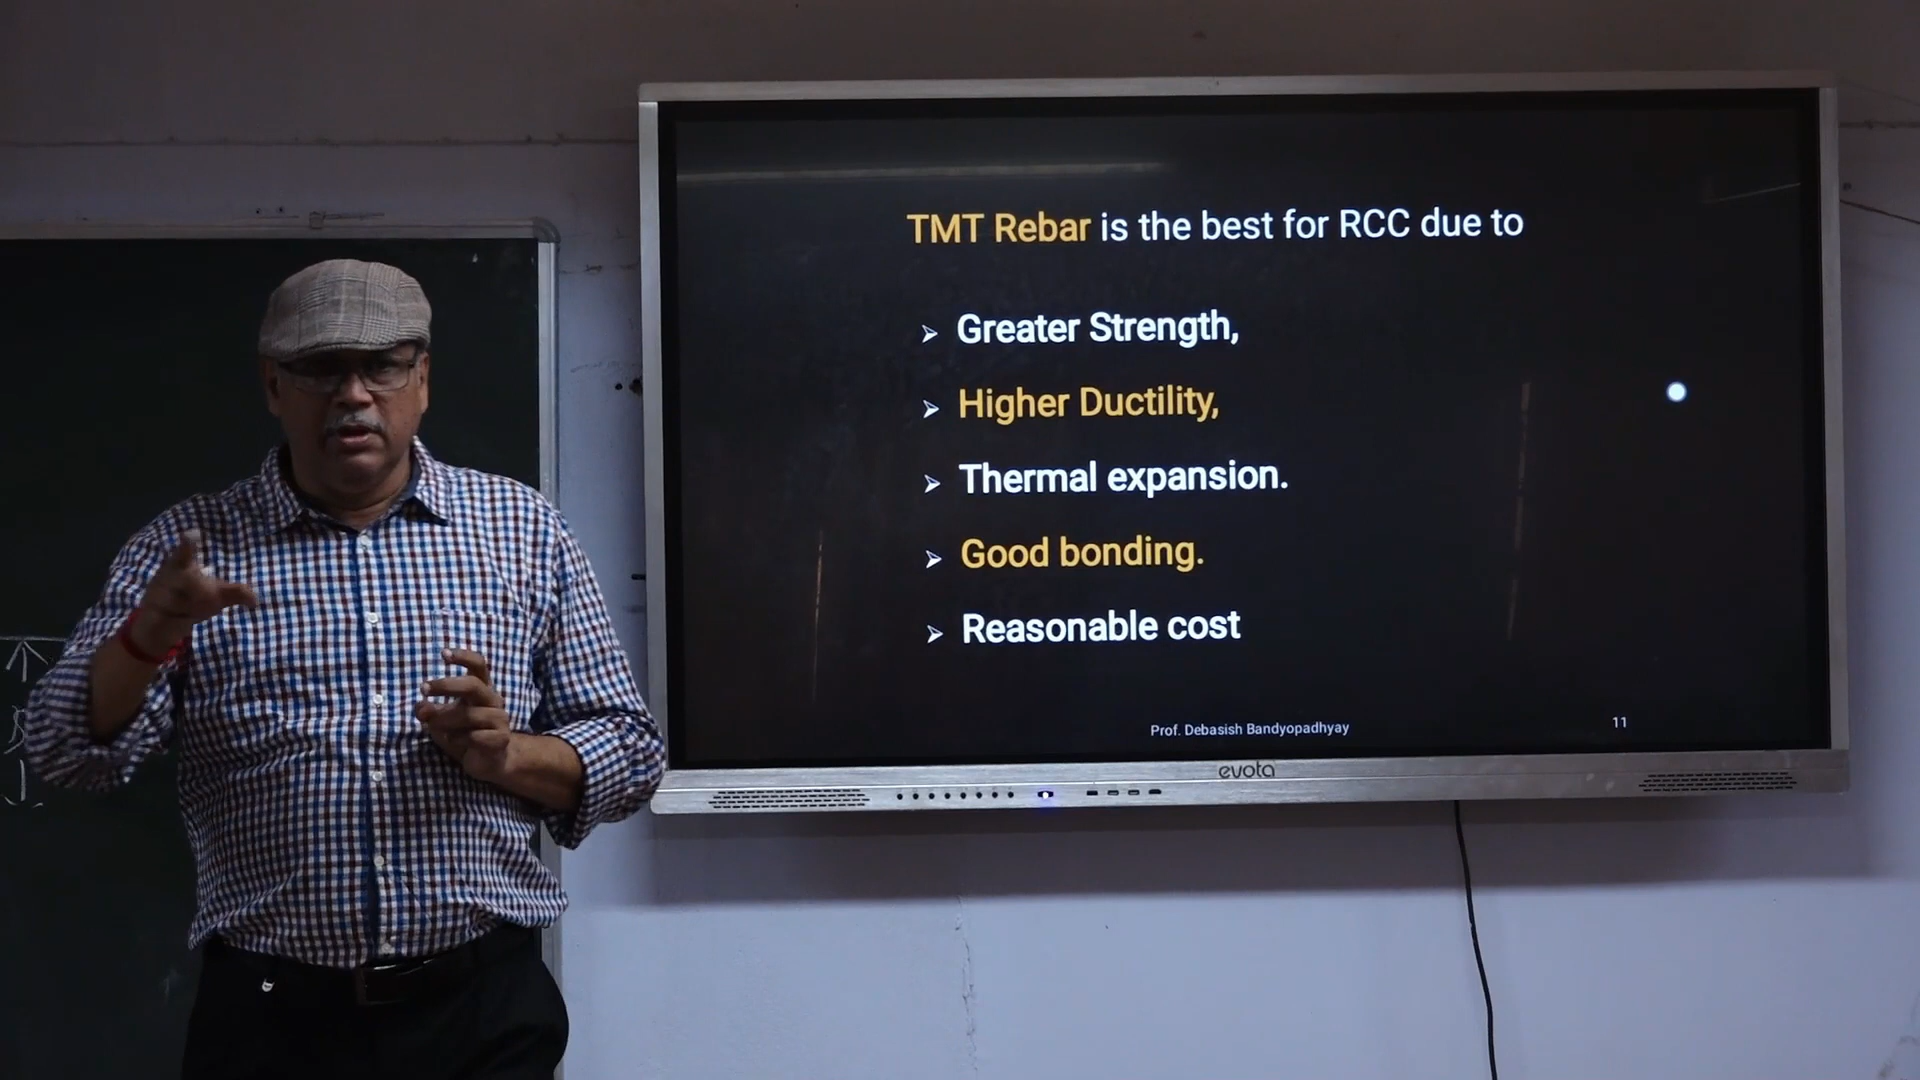 TMT Rebar is the best for RCC due to
➢ Greater Strength,
➢ Higher Ductility,
➢ Thermal expansion.
➢ Good bonding.
➢ Reasonable cost
Prof. Debasish Bandyopadhyay
11
evota